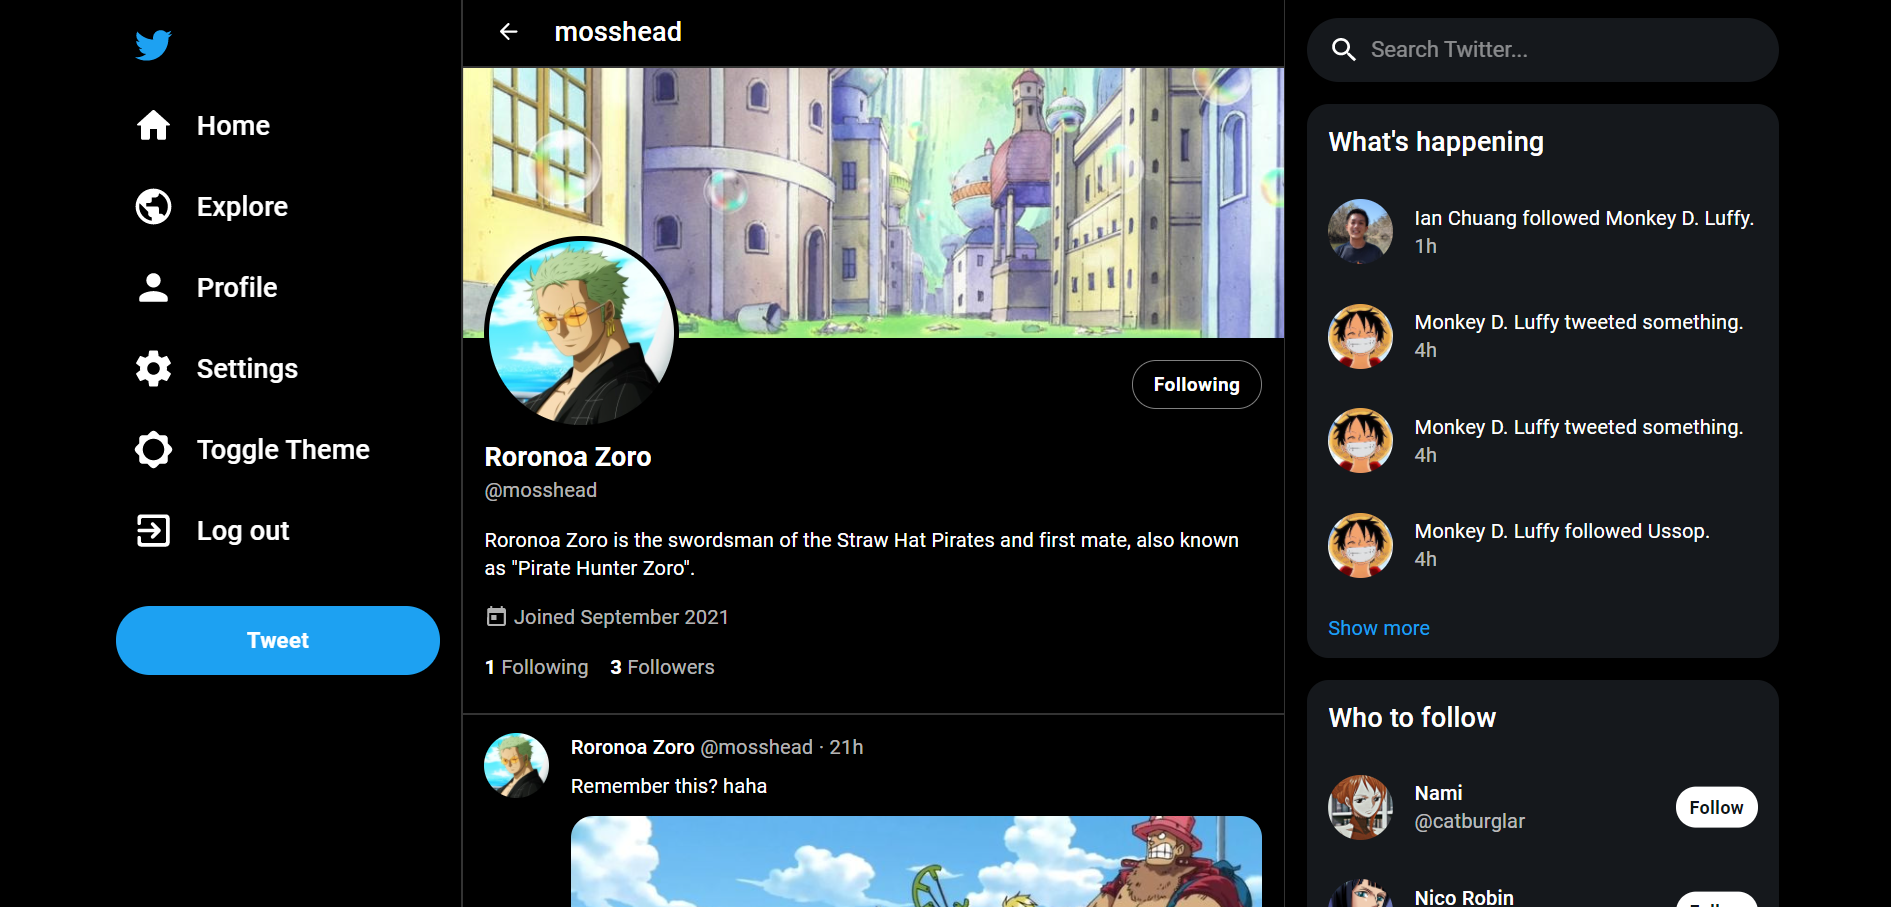 Home
Explore
Profile
Settings
Toggle Theme
Log out
Tweet
mosshead
Following
Roronoa Zoro
@mosshead
Roronoa Zoro is the swordsman of the Straw Hat Pirates and first mate, also known
as "Pirate Hunter Zoro".
Joined September 2021
1 Following 3 Followers
Roronoa Zoro @mosshead · 21h
Remember this? haha
Search Twitter...
What's happening
Ian Chuang followed Monkey D. Luffy.
1h
Monkey D. Luffy tweeted something.
4h
Monkey D. Luffy tweeted something.
4h
Monkey D. Luffy followed Ussop.
4h
Show more
Who to follow
Nami
@catburglar
Follow
Nico Robin